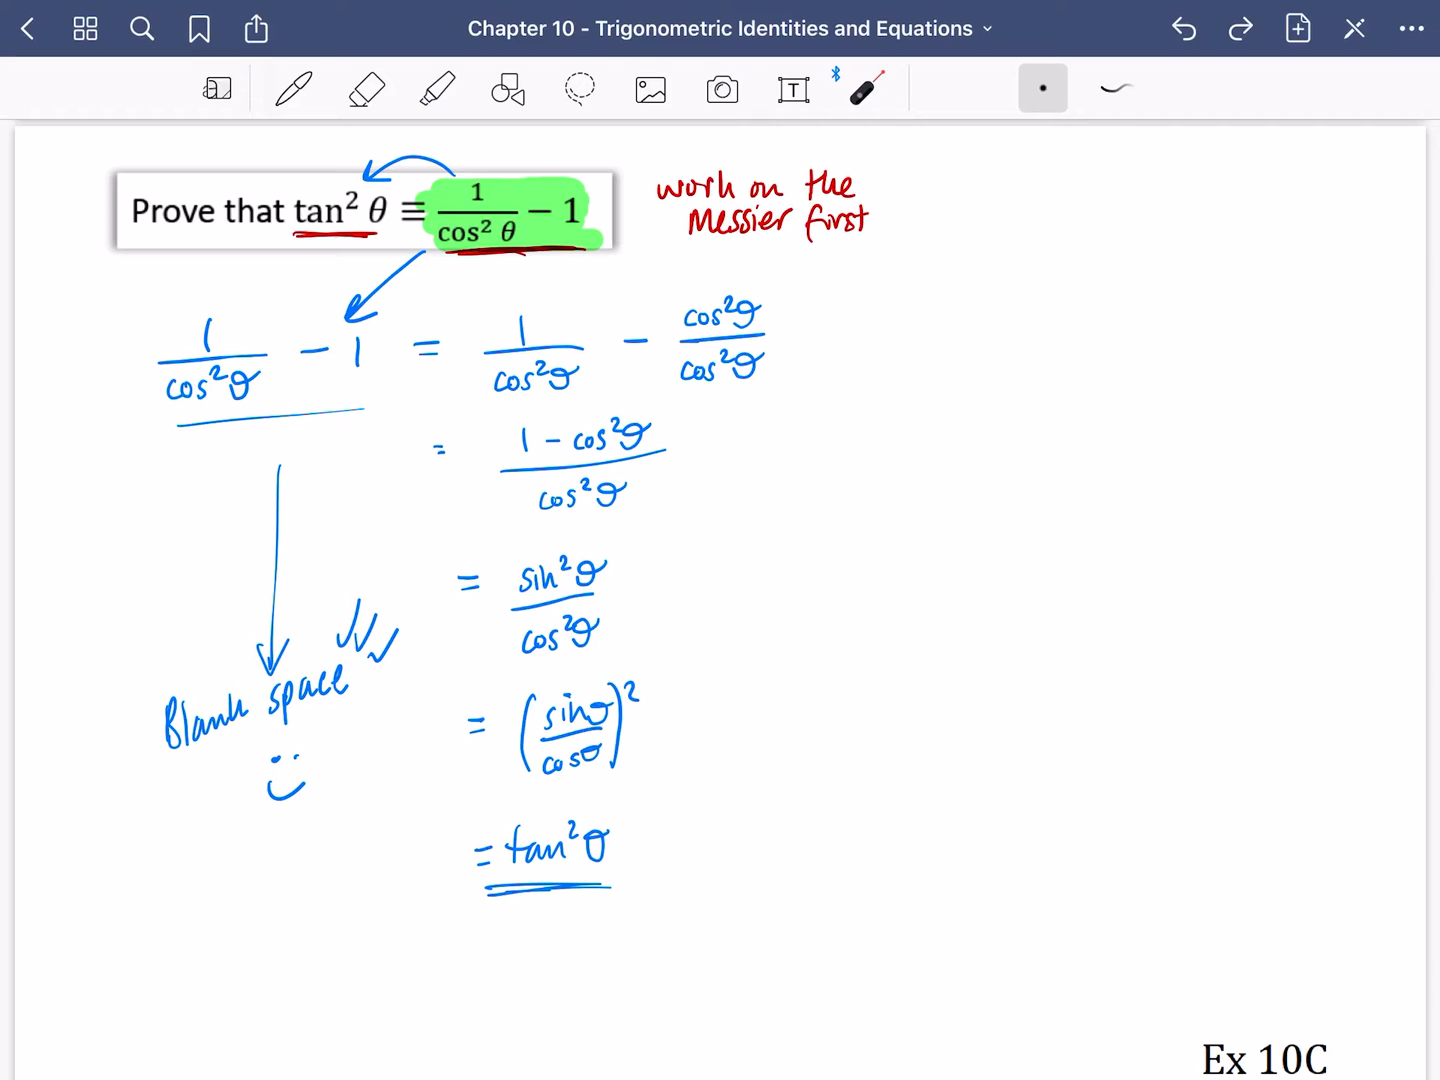 Chapter 10 - Trigonometric Identities and Equations
T
Prove that tan² θ ≡ 1/cos² θ − 1
work on the
Messier first
1/cos²θ − 1 = 1/cos²θ − cos²θ/cos²θ
= (1 − cos²θ)/cos²θ
= sin²θ/cos²θ
Blank space
= (sinθ/cosθ)²
= tan²θ
Ex 10C